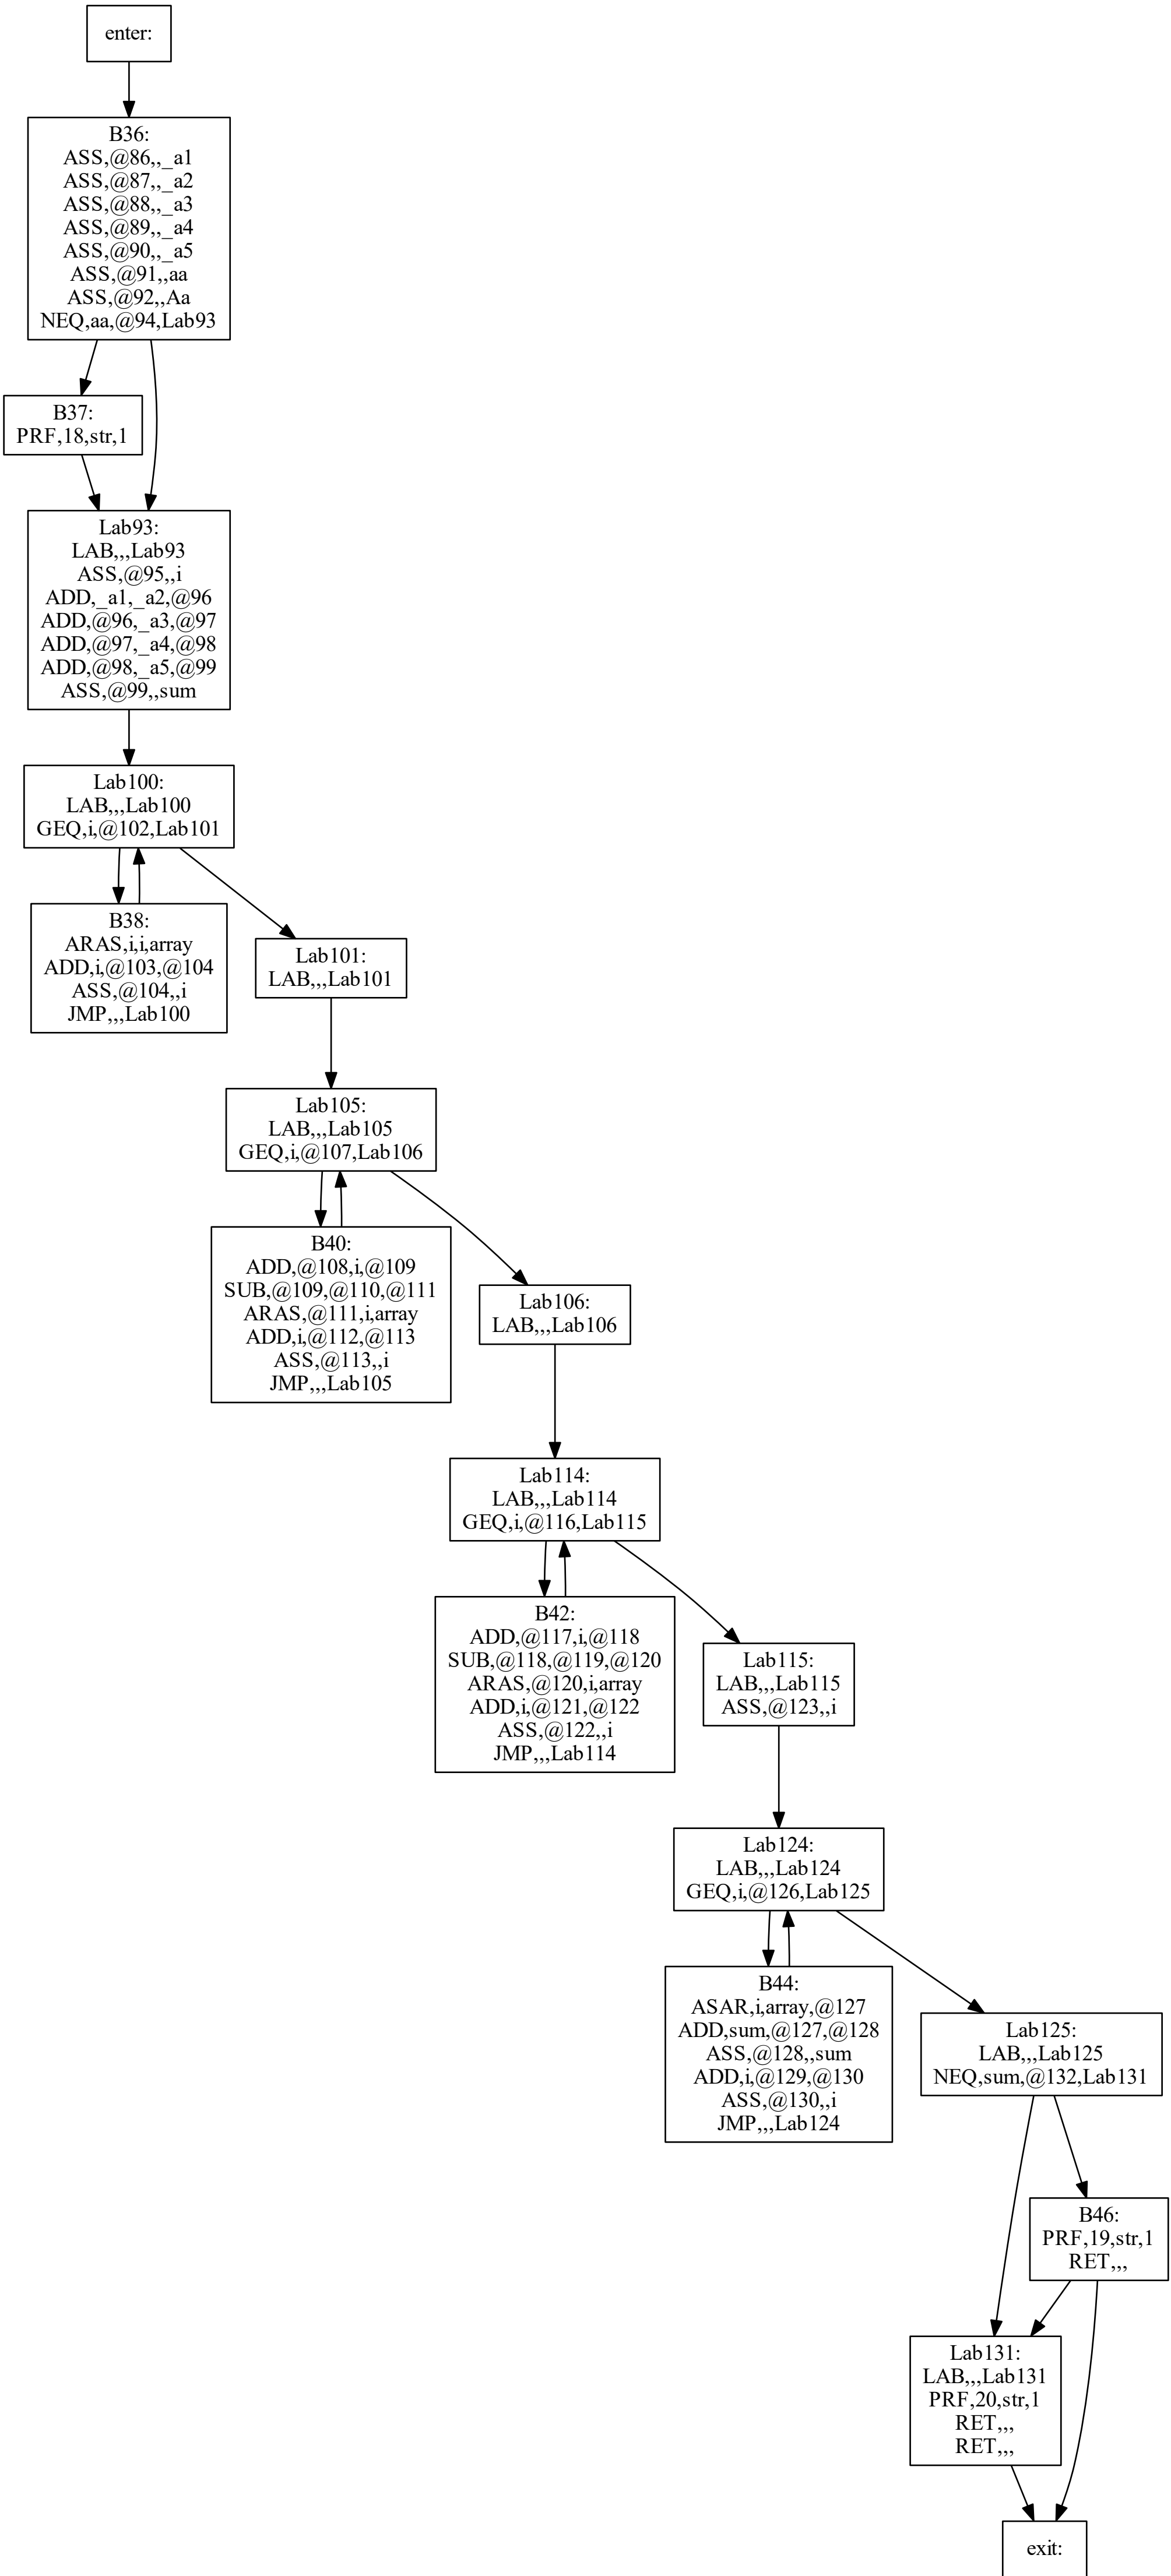 enter:
B36:
ASS,@86,,_a1
ASS,@87,,_a2
ASS,@88,,_a3
ASS,@89,,_a4
ASS,@90,,_a5
ASS,@91,,aa
ASS,@92,,Aa
NEQ,aa,@94,Lab93
B37:
PRF,18,str,1
Lab93:
LAB,,,Lab93
ASS,@95,,i
ADD,_a1,_a2,@96
ADD,@96,_a3,@97
ADD,@97,_a4,@98
ADD,@98,_a5,@99
ASS,@99,,sum
Lab100:
LAB,,,Lab100
GEQ,i,@102,Lab101
B38:
ARAS,i,i,array
ADD,i,@103,@104
ASS,@104,,i
JMP,,,Lab100
Lab101:
LAB,,,Lab101
Lab105:
LAB,,,Lab105
GEQ,i,@107,Lab106
B40:
ADD,@108,i,@109
SUB,@109,@110,@111
ARAS,@111,i,array
ADD,i,@112,@113
ASS,@113,,i
JMP,,,Lab105
Lab106:
LAB,,,Lab106
Lab114:
LAB,,,Lab114
GEQ,i,@116,Lab115
B42:
ADD,@117,i,@118
SUB,@118,@119,@120
ARAS,@120,i,array
ADD,i,@121,@122
ASS,@122,,i
JMP,,,Lab114
Lab115:
LAB,,,Lab115
ASS,@123,,i
Lab124:
LAB,,,Lab124
GEQ,i,@126,Lab125
B44:
ASAR,i,array,@127
ADD,sum,@127,@128
ASS,@128,,sum
ADD,i,@129,@130
ASS,@130,,i
JMP,,,Lab124
Lab125:
LAB,,,Lab125
NEQ,sum,@132,Lab131
B46:
PRF,19,str,1
RET,,,
Lab131:
LAB,,,Lab131
PRF,20,str,1
RET,,,
RET,,,
exit: